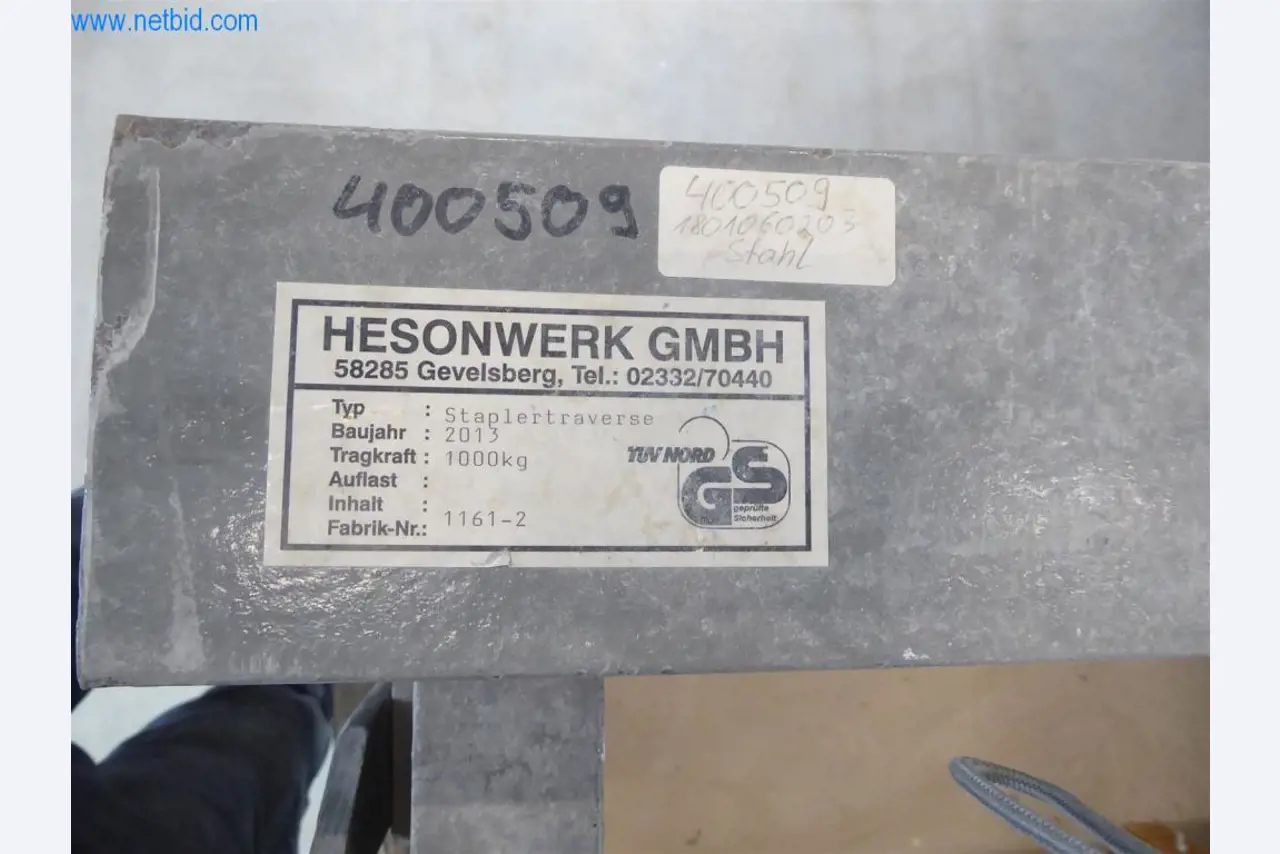 www.netbid.com
400509
400509
1801060203
Stahl
HESONWERK GMBH
58285 Gevelsberg, Tel.: 02332/70440
Typ : Staplertraverse
Baujahr : 2013
Tragkraft : 1000kg
Auflast :
Inhalt :
Fabrik-Nr.: 1161-2
TÜV NORD
GS
geprüfte
Sicherheit